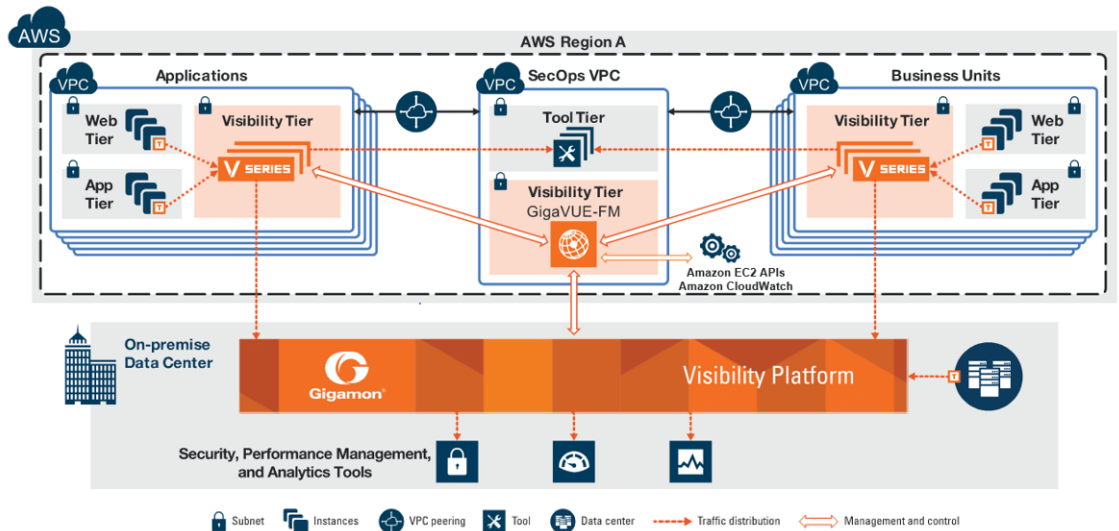 AWS
AWS Region A
VPC
Applications
VPC
SecOps VPC
VPC
Business Units
Web
Tier
T
App
Tier
T
Visibility Tier
V SERIES
Tool Tier
Visibility Tier
GigaVUE-FM
Visibility Tier
V SERIES
Web
Tier
T
App
Tier
T
Amazon EC2 APIs
Amazon CloudWatch
On-premise
Data Center
Gigamon®
Visibility Platform
T
Security, Performance Management,
and Analytics Tools
Subnet
Instances
VPC peering
Tool
Data center
Traffic distribution
Management and control